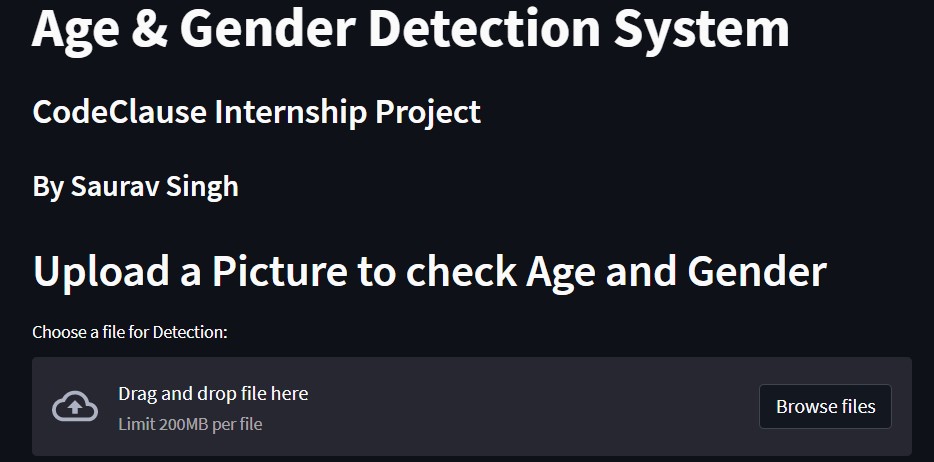 Age & Gender Detection System
CodeClause Internship Project
By Saurav Singh
Upload a Picture to check Age and Gender
Choose a file for Detection:
Drag and drop file here
Limit 200MB per file
Browse files